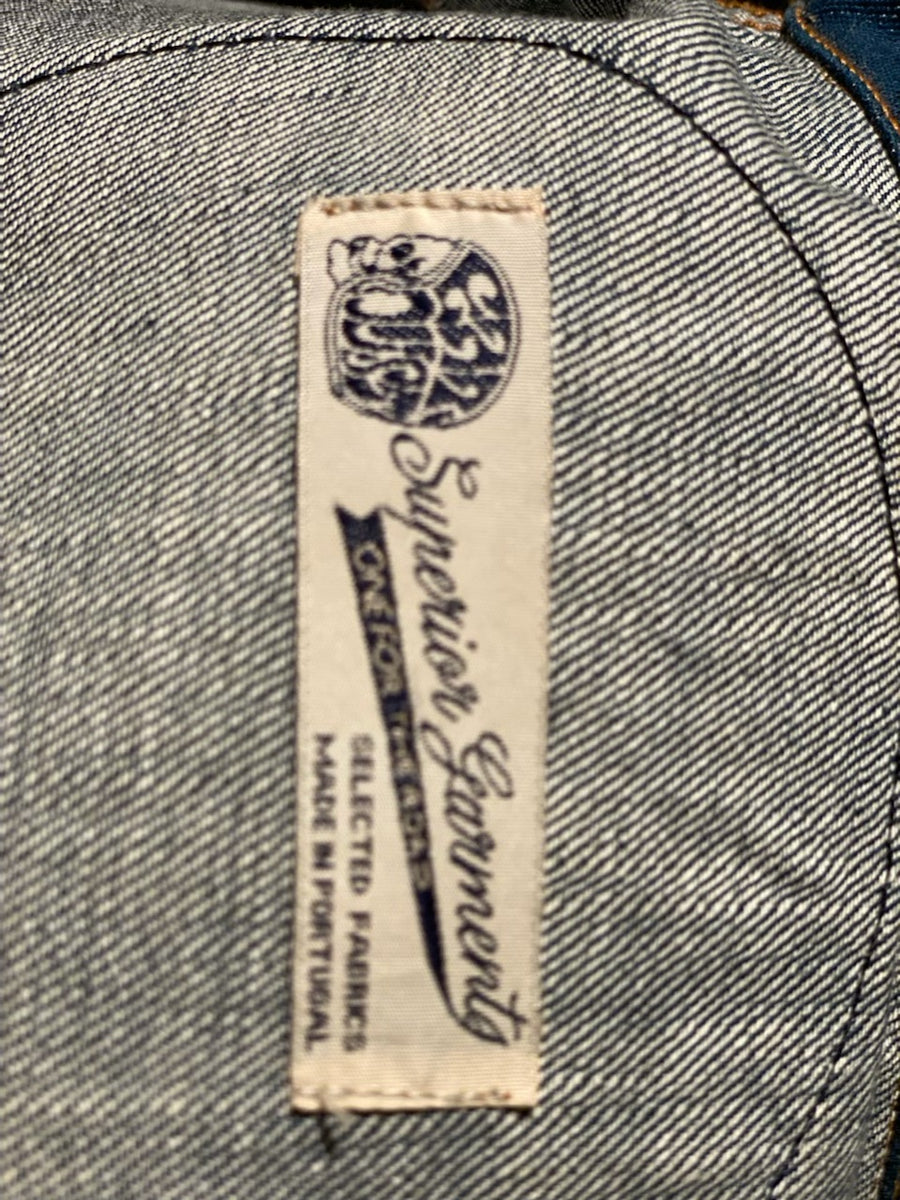 Superior Garments
ONE FOR THE ROAD
SELECTED FABRICS
MADE IN PORTUGAL